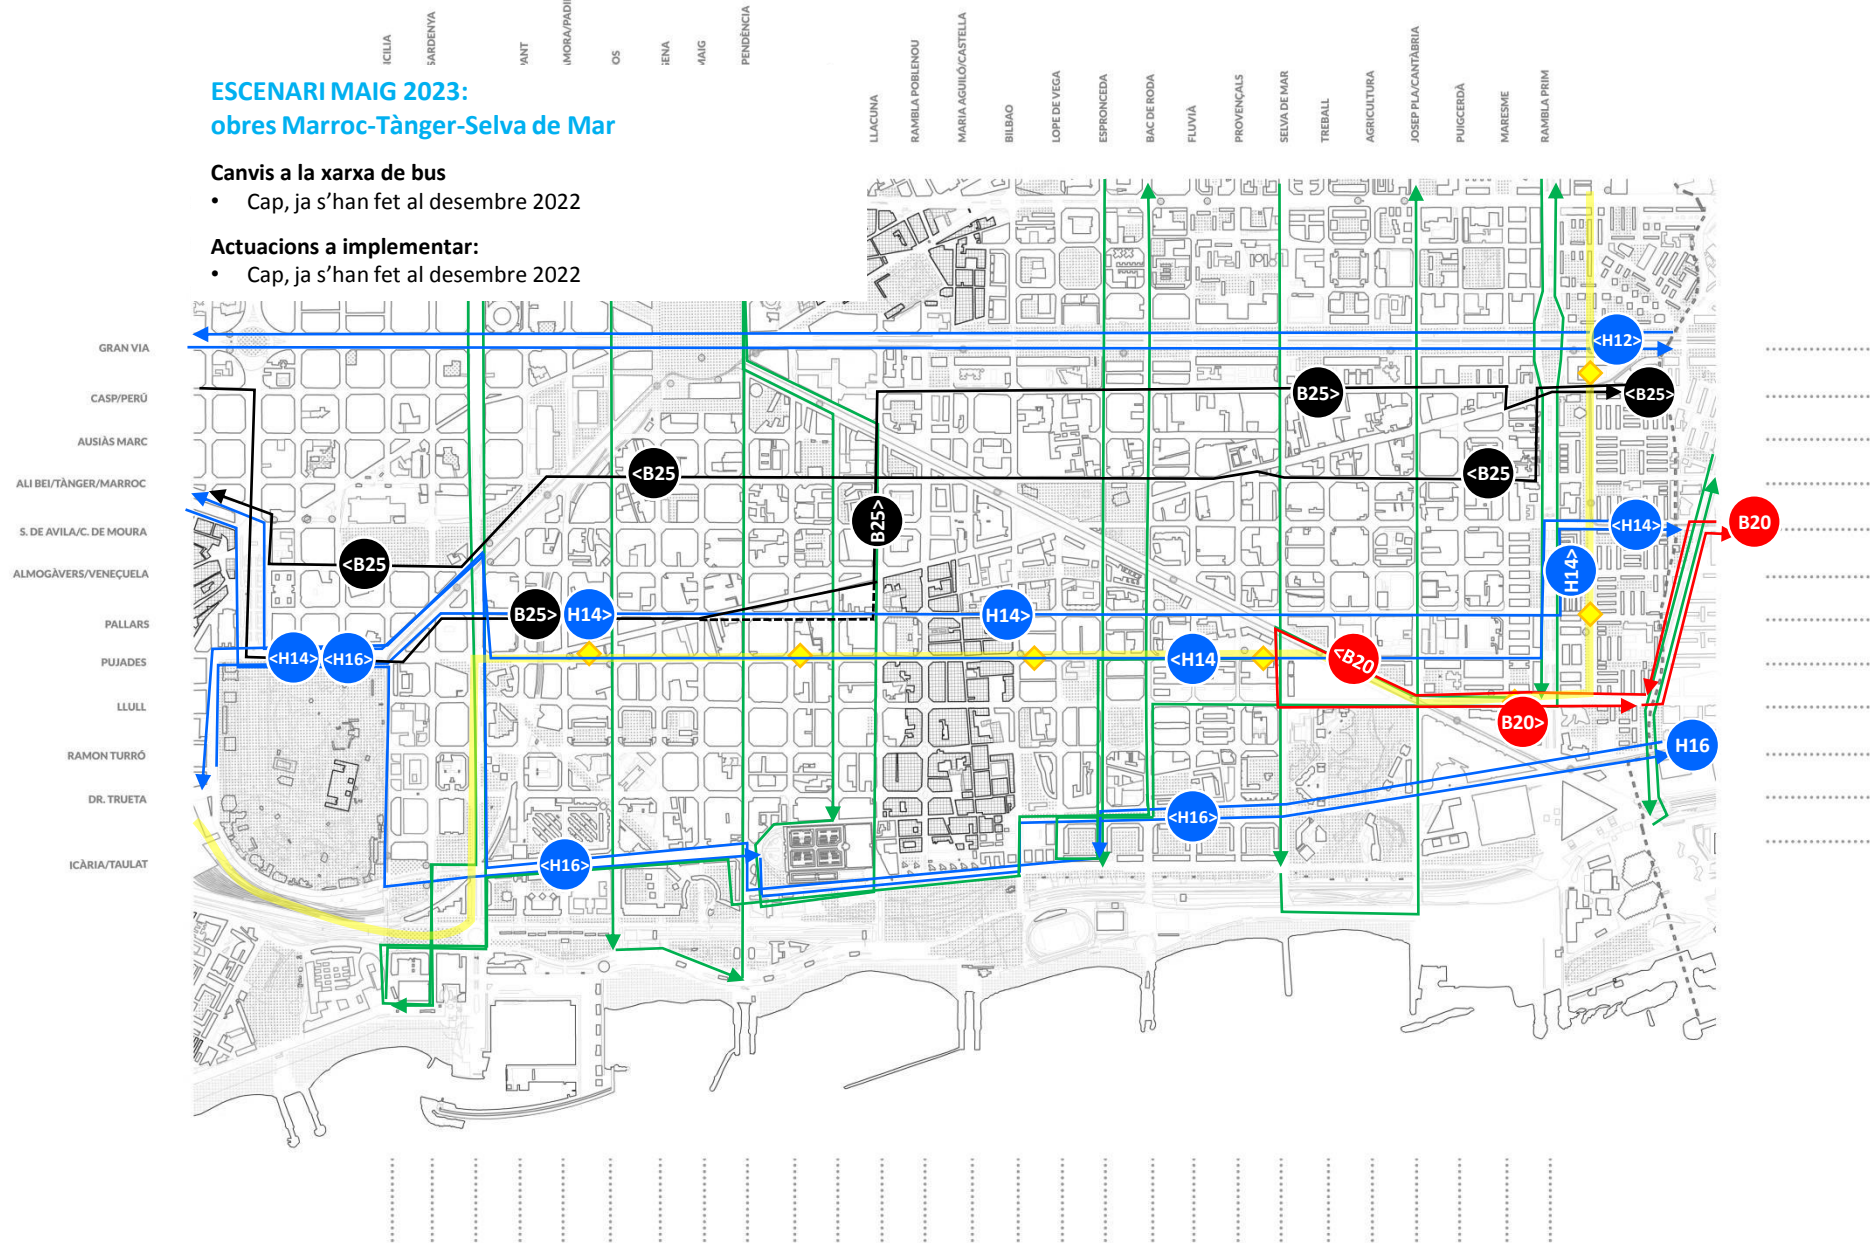 ESCENARI MAIG 2023:
obres Marroc-Tànger-Selva de Mar
Canvis a la xarxa de bus
• Cap, ja s'han fet al desembre 2022
Actuacions a implementar:
• Cap, ja s'han fet al desembre 2022
ICILIA
SARDENYA
PENDÈNCIA
LLACUNA
RAMBLA POBLENOU
MARIA AGUILÓ/CASTELLA
BILBAO
LOPE DE VEGA
ESPRONCEDA
BAC DE RODA
FLUVIÀ
PROVENÇALS
SELVA DE MAR
TREBALL
AGRICULTURA
JOSEP PLA/CANTÀBRIA
PUIGCERDÀ
MARESME
RAMBLA PRIM
GRAN VIA
CASP/PERÚ
AUSIÀS MARC
ALI BEI/TÀNGER/MARROC
S. DE AVILA/C. DE MOURA
ALMOGÀVERS/VENEÇUELA
PALLARS
PUJADES
LLULL
RAMON TURRÓ
DR. TRUETA
ICÀRIA/TAULAT
<H12>
B25>
<B25>
<B25
<B25
B25>
<H14>
B20
<B25
H14>
B25>
H14>
H14>
<H14>
<H16>
<H14
<B20
B20>
H16
<H16>
<H16>